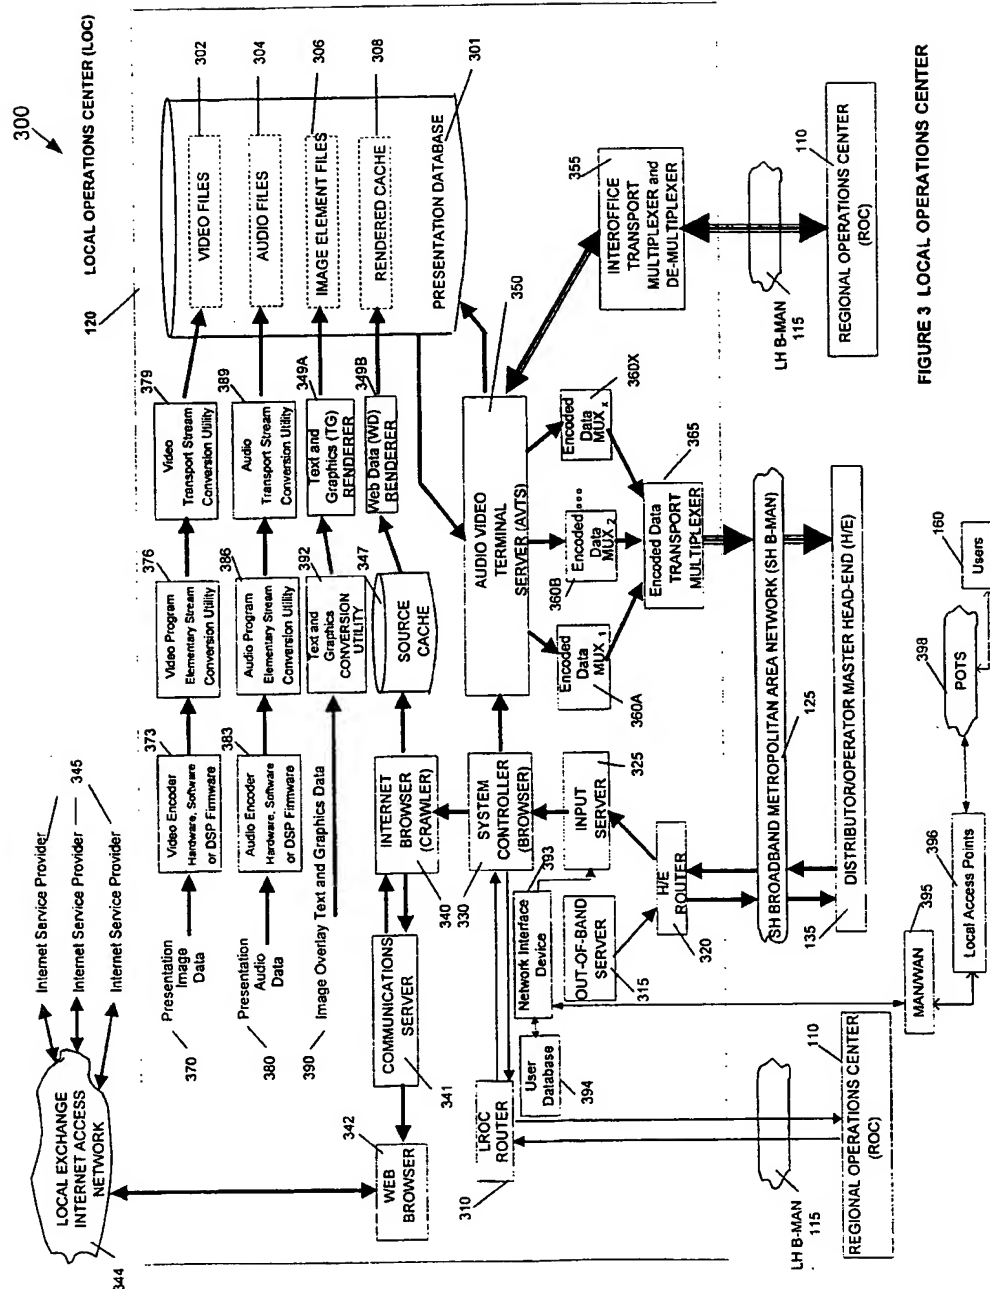 300
LOCAL OPERATIONS CENTER (LOC)
120
302
304
306
308
301
VIDEO FILES
AUDIO FILES
IMAGE ELEMENT FILES
RENDERED CACHE
PRESENTATION DATABASE
345
Internet Service Provider
Internet Service Provider
Internet Service Provider
LOCAL EXCHANGE
INTERNET ACCESS
NETWORK
344
Presentation
Image
Data
370
373
Video Encoder
Hardware, Software
or DSP Firmware
376
Video Program
Elementary Stream
Conversion Utility
379
Video
Transport Stream
Conversion Utility
Presentation
Audio
Data
380
383
Audio Encoder
Hardware, Software
or DSP Firmware
386
Audio Program
Elementary Stream
Conversion Utility
389
Audio
Transport Stream
Conversion Utility
390
Image Overlay Text and Graphics Data
392
Text and
Graphics
CONVERSION
UTILITY
349A
Text and
Graphics (TG)
RENDERER
347
SOURCE
CACHE
349B
Web Data (WD)
RENDERER
342
WEB
BROWSER
COMMUNICATIONS
SERVER
341
INTERNET
BROWSER
(CRAWLER)
340
SYSTEM
CONTROLLER
(BROWSER)
330
AUDIO VIDEO
TERMINAL
SERVER (AVTS)
350
INTEROFFICE
TRANSPORT
MULTIPLEXER and
DE-MULTIPLEXER
355
LROC
ROUTER
310
User
Database
394
Network Interface
Device
393
INPUT
SERVER
325
OUT-OF-BAND
SERVER
315
H/E
ROUTER
320
Encoded
Data
MUX 1
360A
Encoded...
Data
MUX 2
360B
Encoded
Data
MUX x
360X
Encoded Data
TRANSPORT
MULTIPLEXER
365
SH BROADBAND METROPOLITAN AREA NETWORK (SH B-MAN)
125
DISTRIBUTOR/OPERATOR MASTER HEAD-END (H/E)
135
LH B-MAN
115
REGIONAL OPERATIONS CENTER
(ROC)
110
LH B-MAN
115
REGIONAL OPERATIONS CENTER
(ROC)
110
MAN/WAN
395
Local Access Points
396
POTS
398
Users
160
FIGURE 3 LOCAL OPERATIONS CENTER